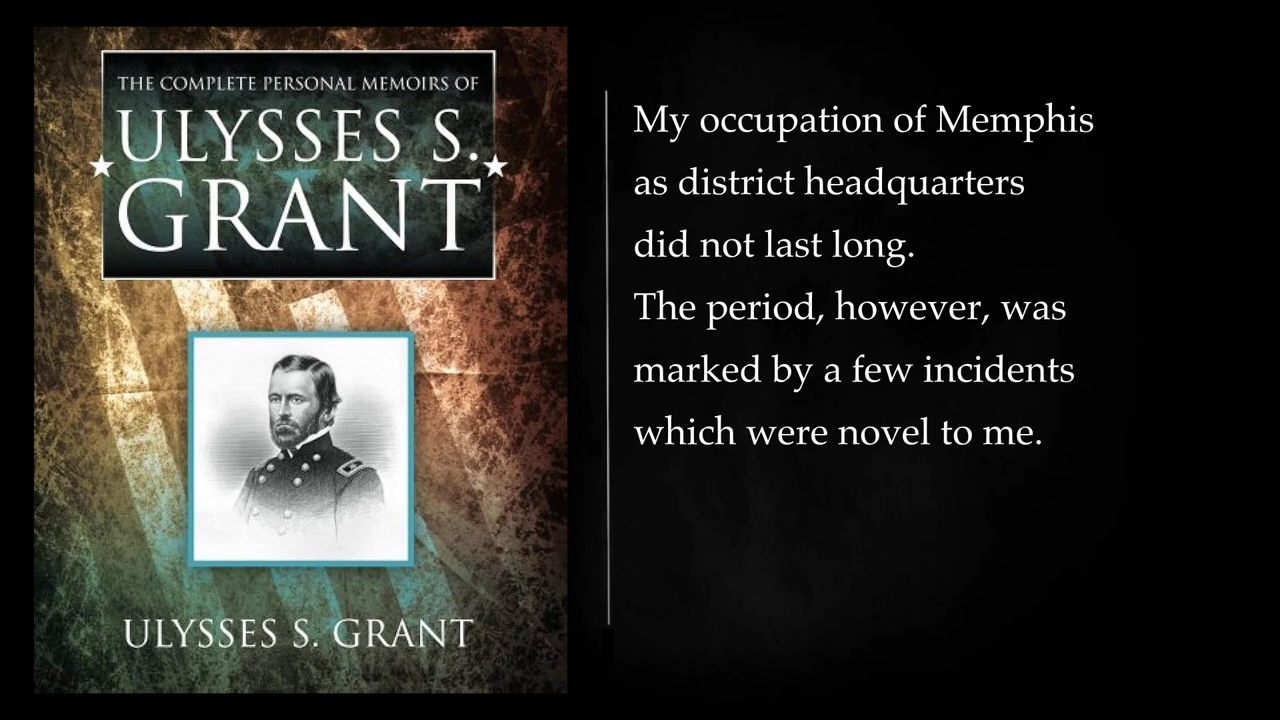 THE COMPLETE PERSONAL MEMOIRS OF
ULYSSES S.
GRANT
ULYSSES S. GRANT
My occupation of Memphis
as district headquarters
did not last long.
The period, however, was
marked by a few incidents
which were novel to me.